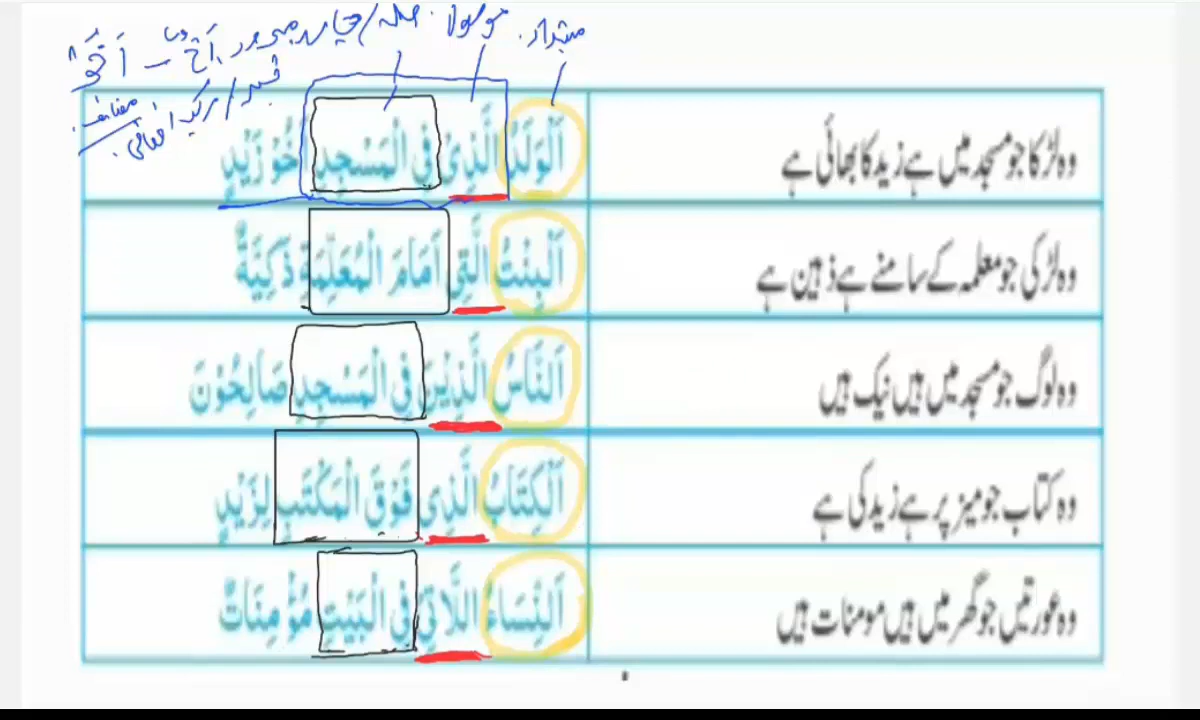 مبتداء . موصول . صلہ / جار مجرور . اَخٌ
خبر / مرکب اضافی . مضاف .
اَلْوَلَدُ الَّذِیْ فِی الْمَسْجِدِ اَخُوْ زَیْدٍ
وہ لڑکا جو مسجد میں ہے زید کا بھائی ہے
اَلْبِنْتُ الَّتِیْ اَمَامَ الْمُعَلِّمَةِ ذَکِیَّةٌ
وہ لڑکی جو معلمہ کے سامنے ہے ذہین ہے
اَلنَّاسُ الَّذِیْنَ فِی الْمَسْجِدِ صَالِحُوْنَ
وہ لوگ جو مسجد میں ہیں نیک ہیں
اَلْکِتَابُ الَّذِی فَوْقَ الْمَکْتَبِ لِزَیْدٍ
وہ کتاب جو میز پر ہے زید کی ہے
اَلنِّسَاءُ اللَّاتِیْ فِی الْبَیْتِ مُؤْمِنَاتٌ
وہ عورتیں جو گھر میں ہیں مومنات ہیں